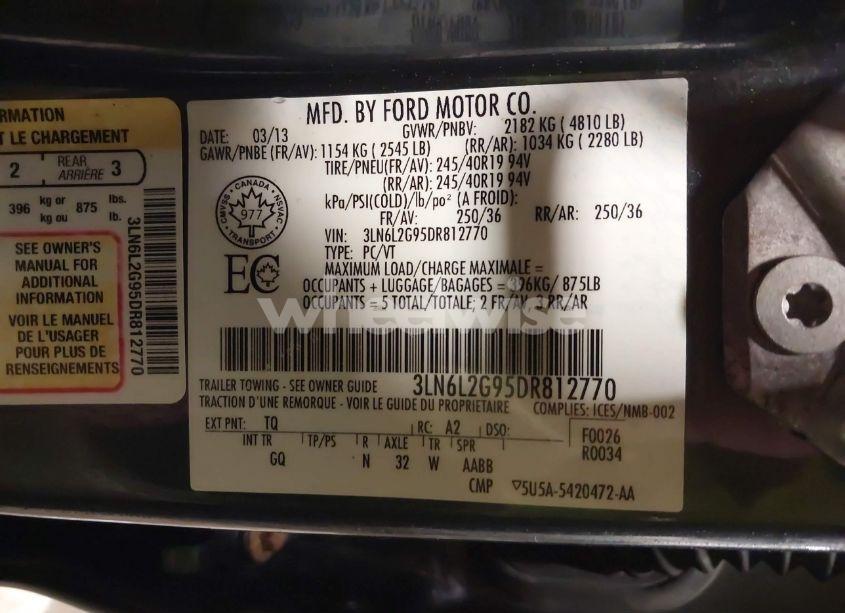 ORMATION
T LE CHARGEMENT
2 REAR ARRIÈRE 3
396 kg or kg ou 875 lbs. lb.
SEE OWNER'S
MANUAL FOR
ADDITIONAL
INFORMATION
VOIR LE MANUEL
DE L'USAGER
POUR PLUS DE
RENSEIGNEMENTS
3LN6L2G95DR812770
MFD. BY FORD MOTOR CO.
DATE: 03/13 GVWR/PNBV: 2182 KG ( 4810 LB)
GAWR/PNBE (FR/AV): 1154 KG ( 2545 LB) (RR/AR): 1034 KG ( 2280 LB)
TIRE/PNEU(FR/AV): 245/40R19 94V
(RR/AR): 245/40R19 94V
kPa/PSI(COLD)/lb/po² (A FROID):
FR/AV: 250/36 RR/AR: 250/36
VIN: 3LN6L2G95DR812770
TYPE: PC/VT
MAXIMUM LOAD/CHARGE MAXIMALE =
OCCUPANTS + LUGGAGE/BAGAGES = 396KG/ 875LB
OCCUPANTS = 5 TOTAL/TOTALE; 2 FR/AV 3 RR/AR
CANADA
CMVSS NSVAC
977
TRANSPORT
EC
wheelwise
3LN6L2G95DR812770
TRAILER TOWING - SEE OWNER GUIDE
TRACTION D'UNE REMORQUE - VOIR LE GUIDE DU PROPRIETAIRE
COMPLIES: ICES/NMB-002
EXT PNT: TQ RC: A2 DSO:
INT TR TP/PS R AXLE TR SPR
GQ N 32 W AABB
F0026
R0034
CMP ▽5U5A-5420472-AA